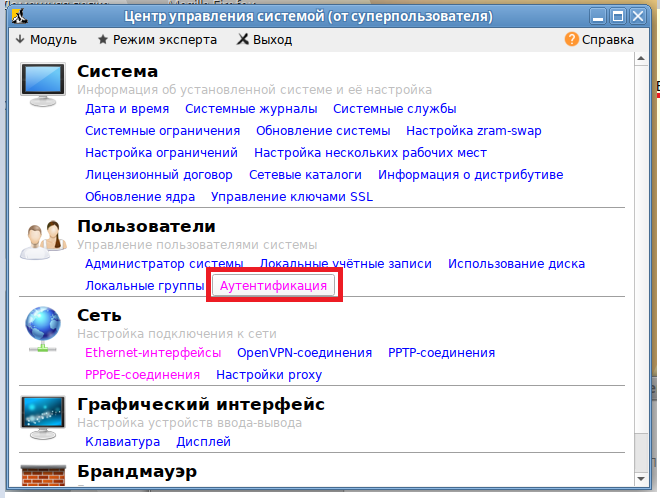 Центр управления системой (от суперпользователя)
Модуль Режим эксперта Выход Справка
Система
Информация об установленной системе и её настройка
Дата и время Системные журналы Системные службы
Системные ограничения Обновление системы Настройка zram-swap
Настройка ограничений Настройка нескольких рабочих мест
Лицензионный договор Сетевые каталоги Информация о дистрибутиве
Обновление ядра Управление ключами SSL
Пользователи
Управление пользователями системы
Администратор системы Локальные учётные записи Использование диска
Локальные группы Аутентификация
Сеть
Настройка подключения к сети
Ethernet-интерфейсы OpenVPN-соединения PPTP-соединения
PPPoE-соединения Настройки proxy
Графический интерфейс
Настройка устройств ввода-вывода
Клавиатура Дисплей
Брандмауэр